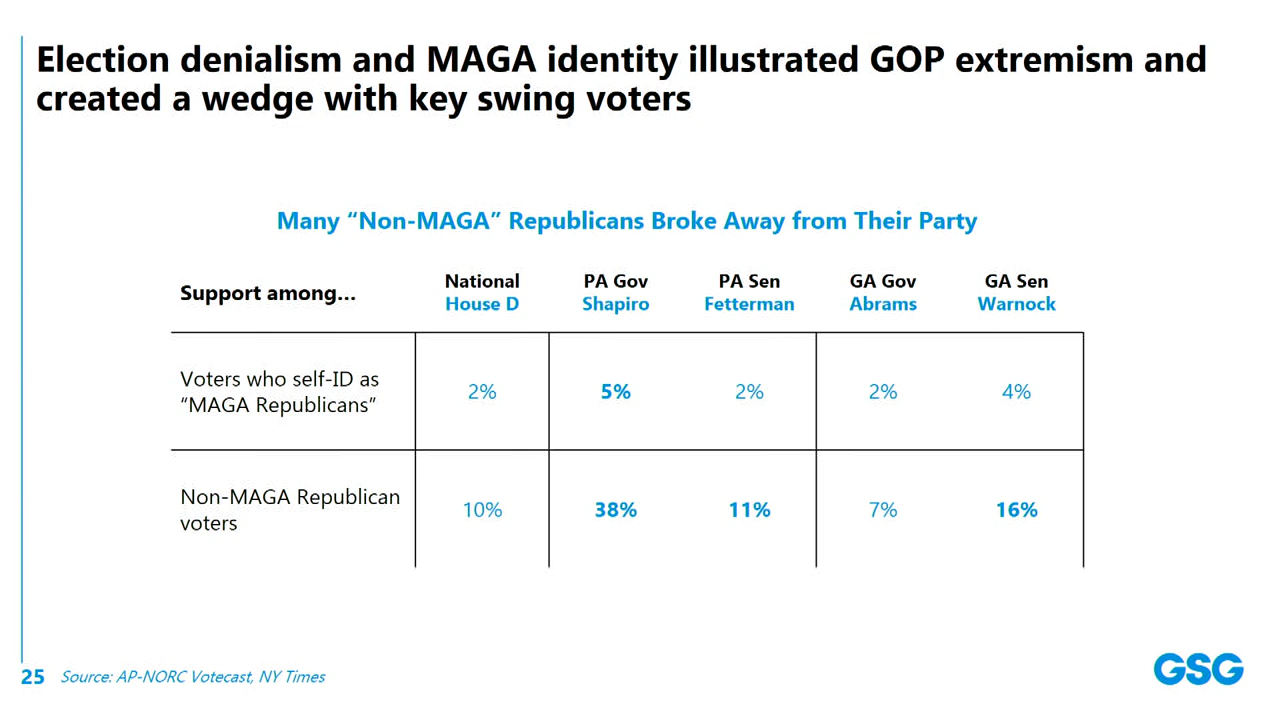 Election denialism and MAGA identity illustrated GOP extremism and
created a wedge with key swing voters
Many “Non-MAGA” Republicans Broke Away from Their Party
Support among...
National
House D
PA Gov
Shapiro
PA Sen
Fetterman
GA Gov
Abrams
GA Sen
Warnock
Voters who self-ID as
“MAGA Republicans”
2%
5%
2%
2%
4%
Non-MAGA Republican
voters
10%
38%
11%
7%
16%
25
Source: AP-NORC Votecast, NY Times
GSG